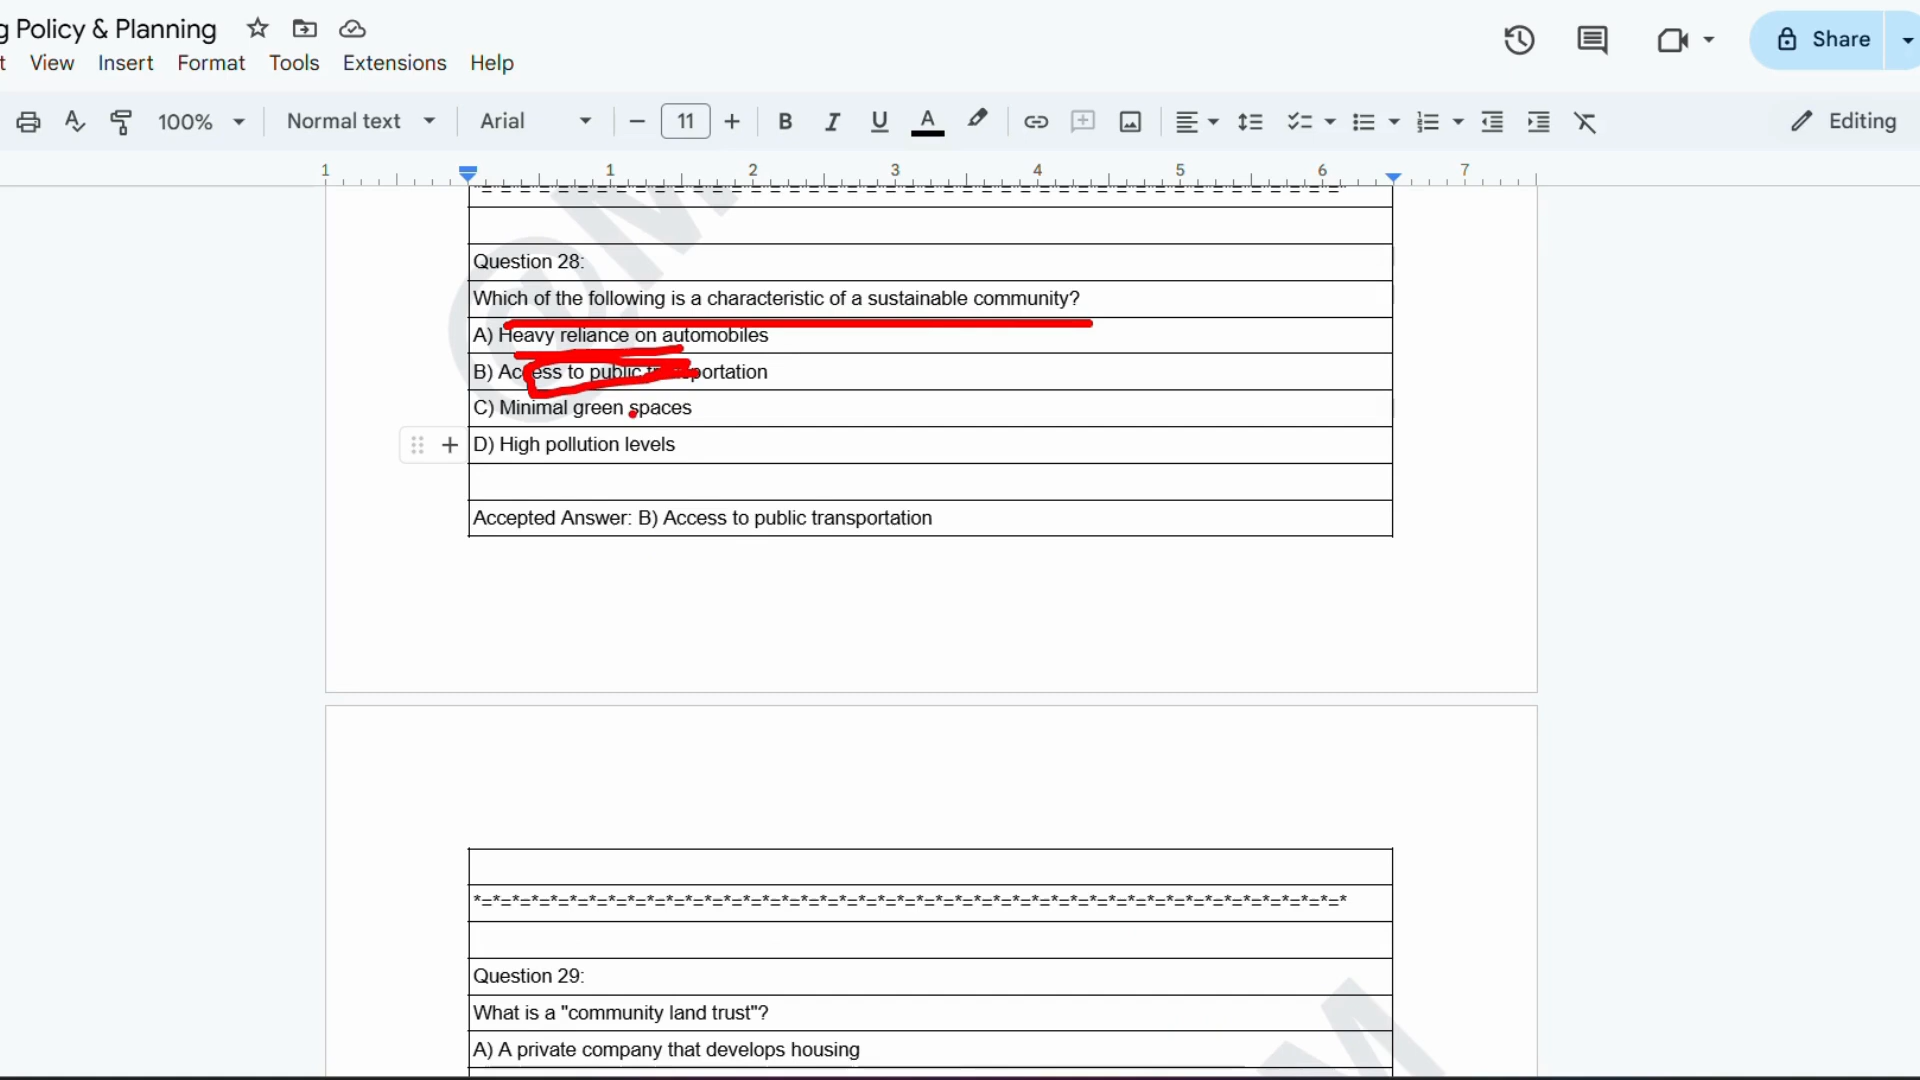 g Policy & Planning
Share
t View Insert Format Tools Extensions Help
100% Normal text Arial 11 B I U A Editing
1 1 2 3 4 5 6 7
Question 28:
Which of the following is a characteristic of a sustainable community?
A) Heavy reliance on automobiles
B) Access to public transportation
C) Minimal green spaces
D) High pollution levels
Accepted Answer: B) Access to public transportation
*=*=*=*=*=*=*=*=*=*=*=*=*=*=*=*=*=*=*=*=*=*=*=*=*=*=*=*=*=*=*=*=*=*=*=*=*=*=*=*=*=*=*=*=*=*
Question 29:
What is a "community land trust"?
A) A private company that develops housing
@M
M